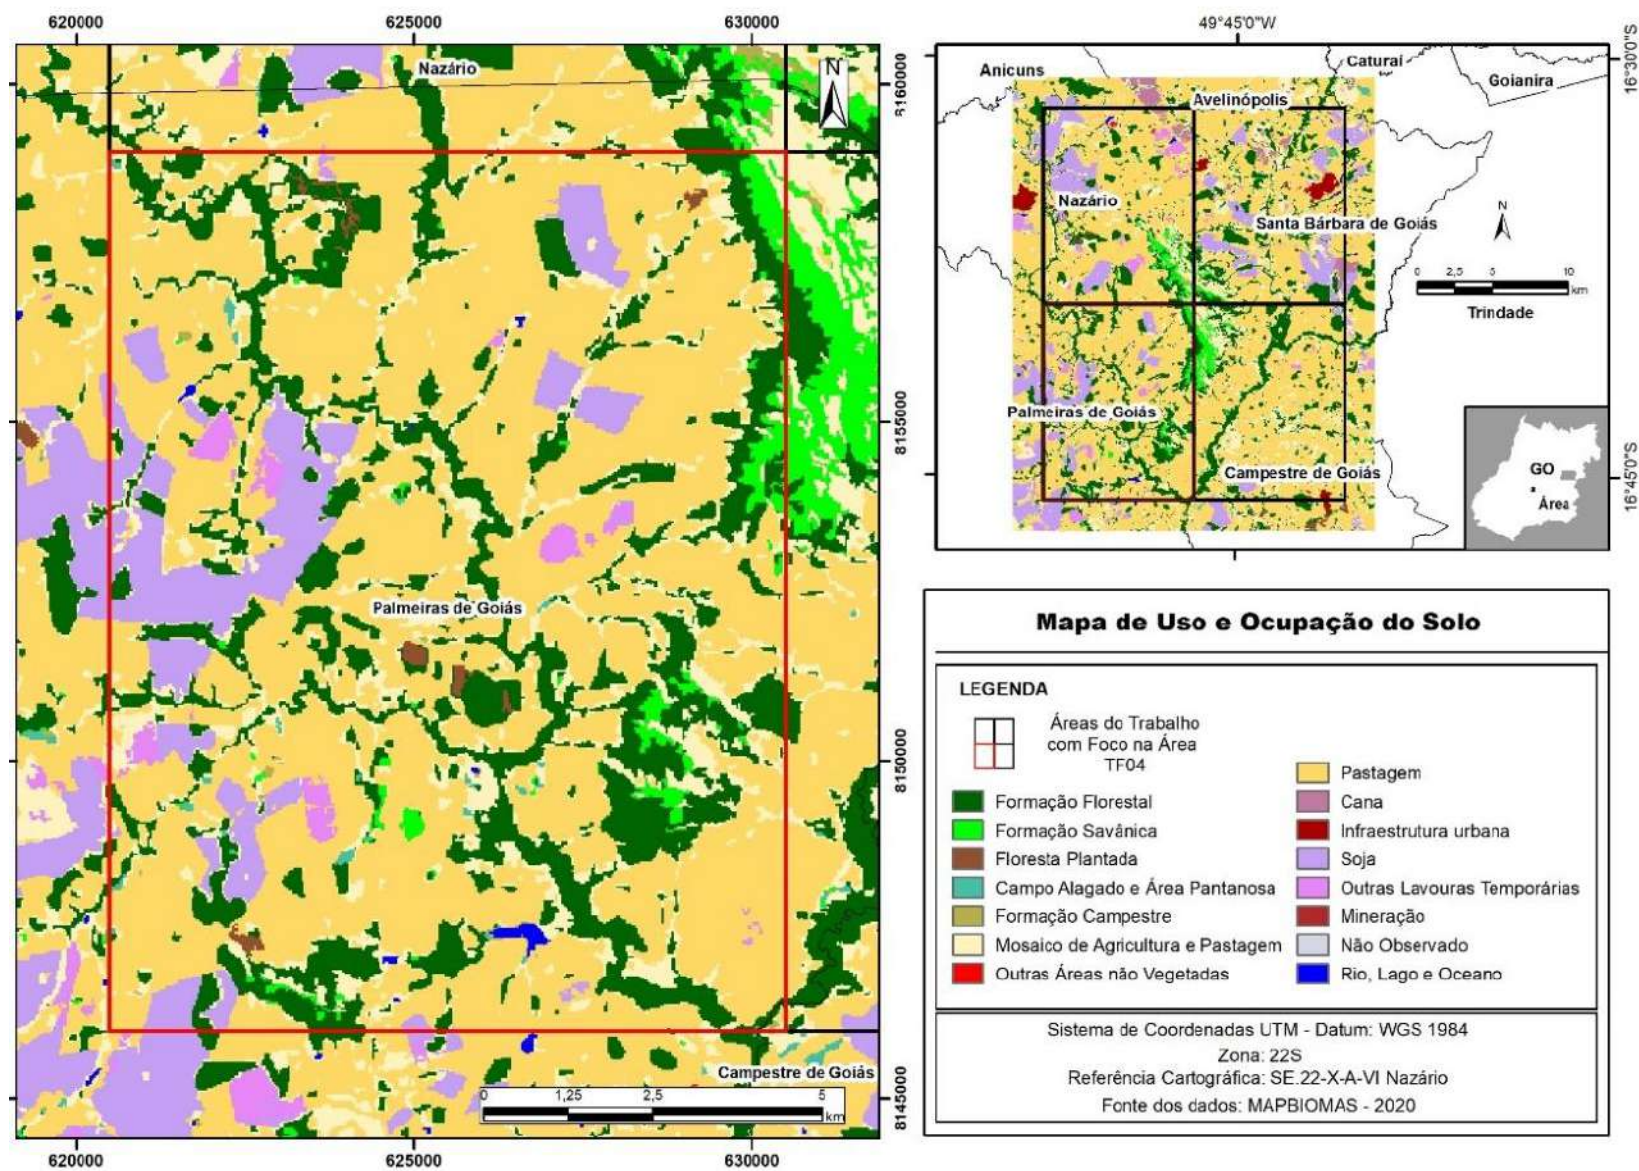 620000
625000
630000
Nazário
N
8160000
8155000
8150000
8145000
Palmeiras de Goiás
Campestre de Goiás
0 1,25 2,5 5
km
620000
625000
630000
49°45'0"W
16°30'0"S
16°45'0"S
Anicuns
Caturaí
Goianira
Avelinópolis
Nazário
Santa Bárbara de Goiás
N
0 2,5 5 10
km
Trindade
Palmeiras de Goiás
Campestre de Goiás
GO
Área
Mapa de Uso e Ocupação do Solo
LEGENDA
Áreas do Trabalho
com Foco na Área
TF04
Formação Florestal
Formação Savânica
Floresta Plantada
Campo Alagado e Área Pantanosa
Formação Campestre
Mosaico de Agricultura e Pastagem
Outras Áreas não Vegetadas
Pastagem
Cana
Infraestrutura urbana
Soja
Outras Lavouras Temporárias
Mineração
Não Observado
Rio, Lago e Oceano
Sistema de Coordenadas UTM - Datum: WGS 1984
Zona: 22S
Referência Cartográfica: SE.22-X-A-VI Nazário
Fonte dos dados: MAPBIOMAS - 2020